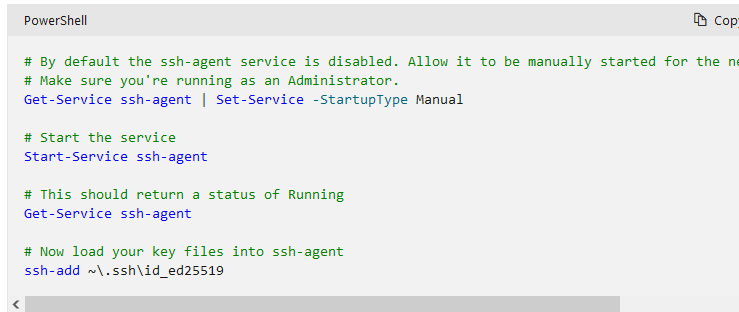 PowerShell
Copy
# By default the ssh-agent service is disabled. Allow it to be manually started for the
# Make sure you're running as an Administrator.
Get-Service ssh-agent | Set-Service -StartupType Manual
# Start the service
Start-Service ssh-agent
# This should return a status of Running
Get-Service ssh-agent
# Now load your key files into ssh-agent
ssh-add ~\.ssh\id_ed25519